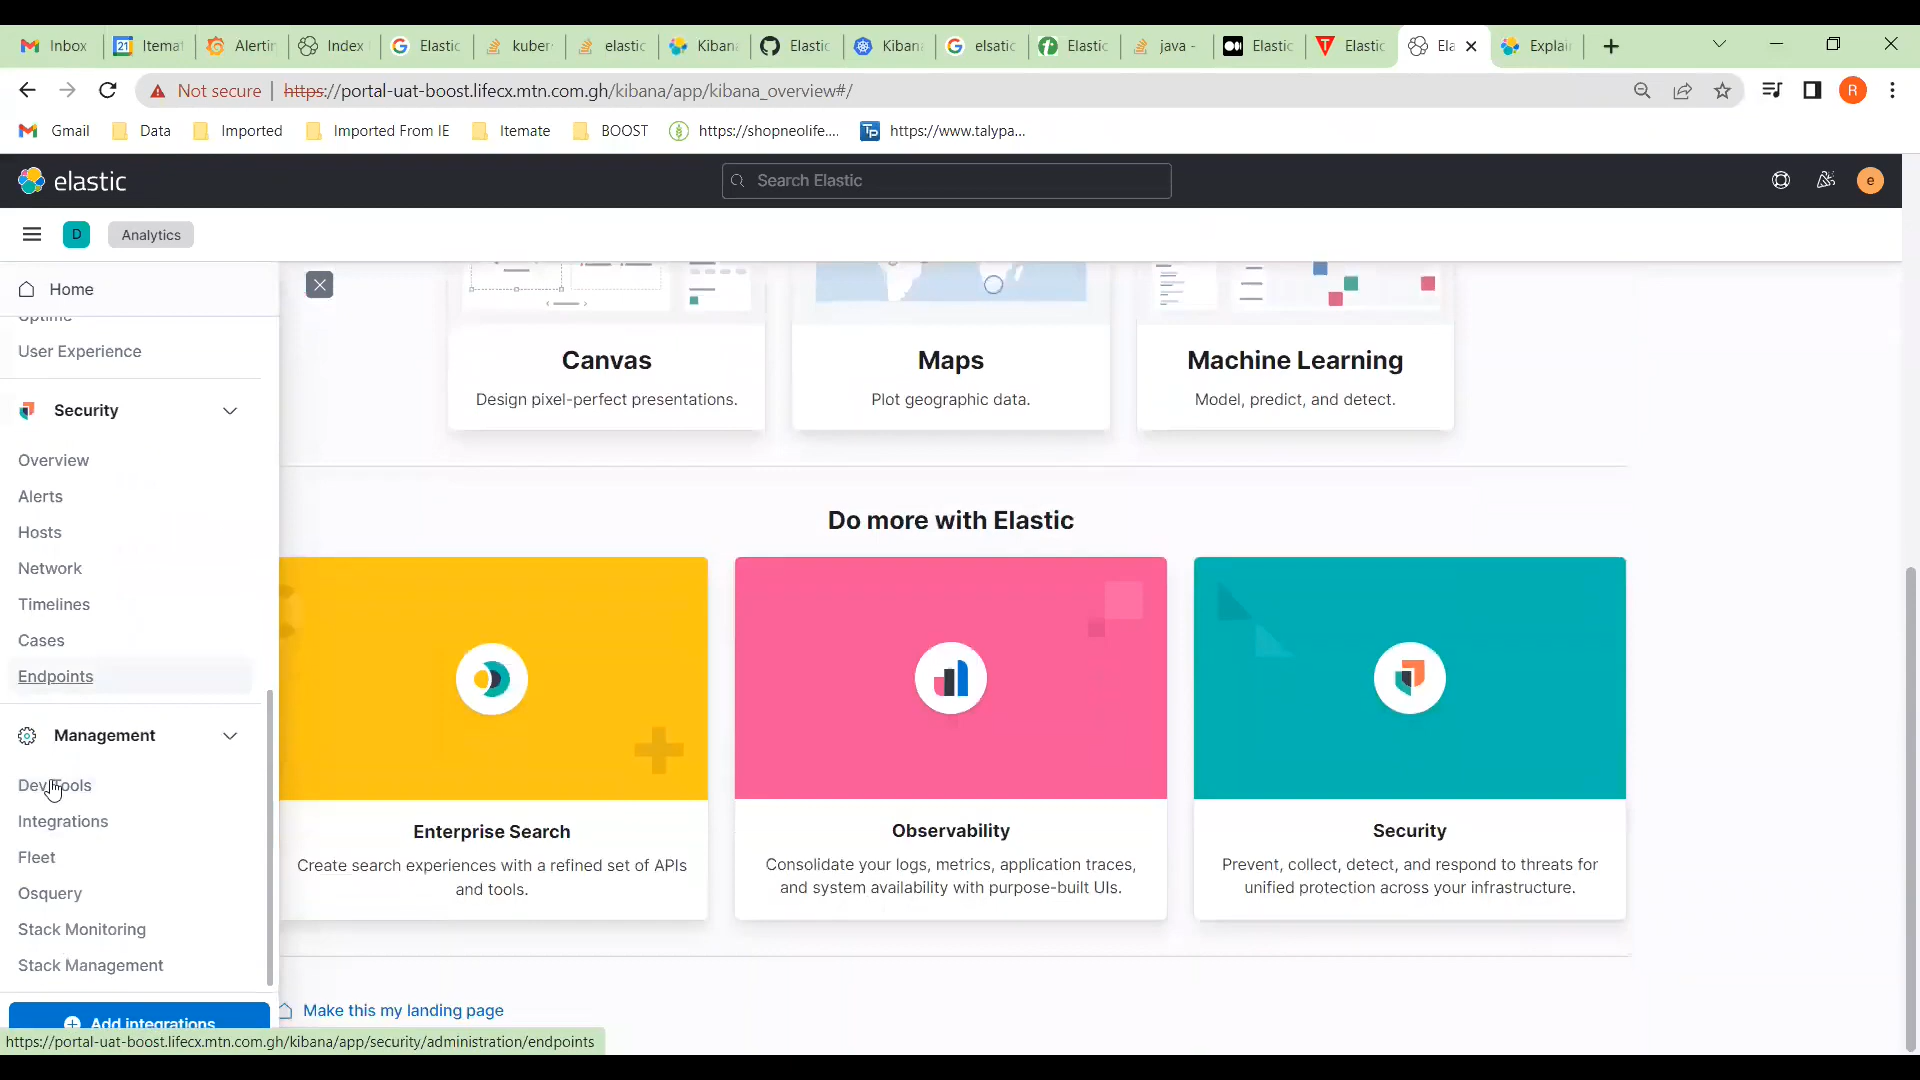 Inbox
Itemat
Alertin
Index
Elastic
kuber
elastic
Kibana
Elastic
Kibana
elsatic
Elastic
java -
Elastic
Elastic
Ela
Explai
Not secure
https://portal-uat-boost.lifecx.mtn.com.gh/kibana/app/kibana_overview#/
R
Gmail
Data
Imported
Imported From IE
Itemate
BOOST
https://shopneolife....
https://www.talypa...
elastic
Search Elastic
e
D
Analytics
Home
Uptime
User Experience
Security
Overview
Alerts
Hosts
Network
Timelines
Cases
Endpoints
Management
Dev Tools
Integrations
Fleet
Osquery
Stack Monitoring
Stack Management
Add integrations
Canvas
Design pixel-perfect presentations.
Maps
Plot geographic data.
Machine Learning
Model, predict, and detect.
Do more with Elastic
Enterprise Search
Create search experiences with a refined set of APIs
and tools.
Observability
Consolidate your logs, metrics, application traces,
and system availability with purpose-built UIs.
Security
Prevent, collect, detect, and respond to threats for
unified protection across your infrastructure.
Make this my landing page
https://portal-uat-boost.lifecx.mtn.com.gh/kibana/app/security/administration/endpoints